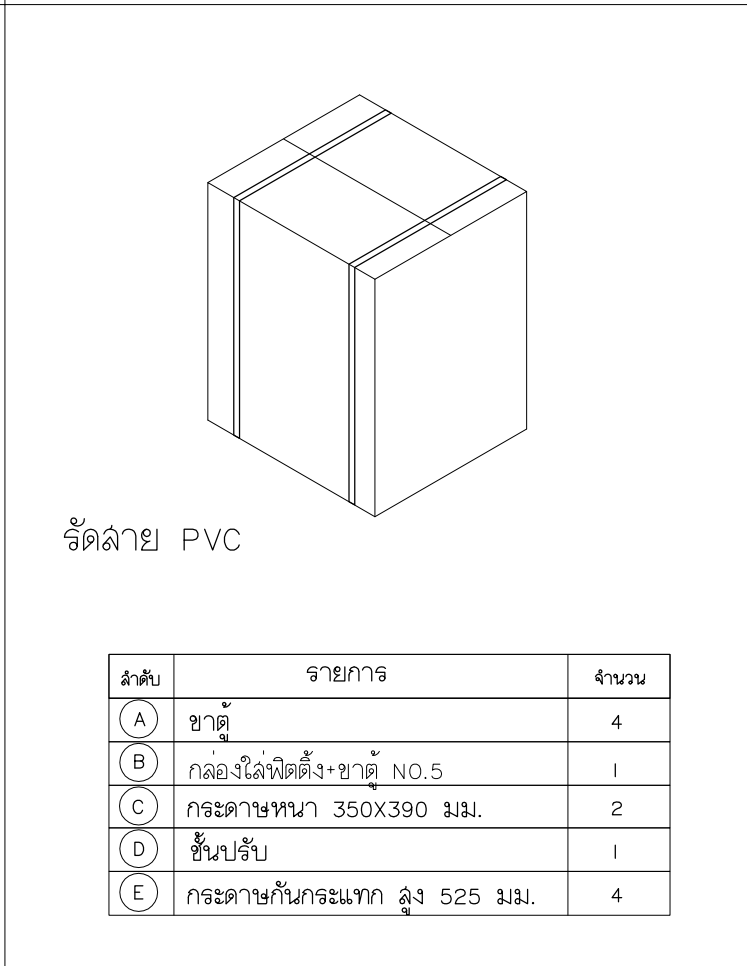 รัดสาย PVC
ลำดับ รายการ จำนวน
A ขาตู้ 4
B กล่องใส่ฟิตติ้ง+ขาตู้ NO.5 1
C กระดาษหนา 350X390 มม. 2
D ชั้นปรับ 1
E กระดาษกันกระแทก สูง 525 มม. 4